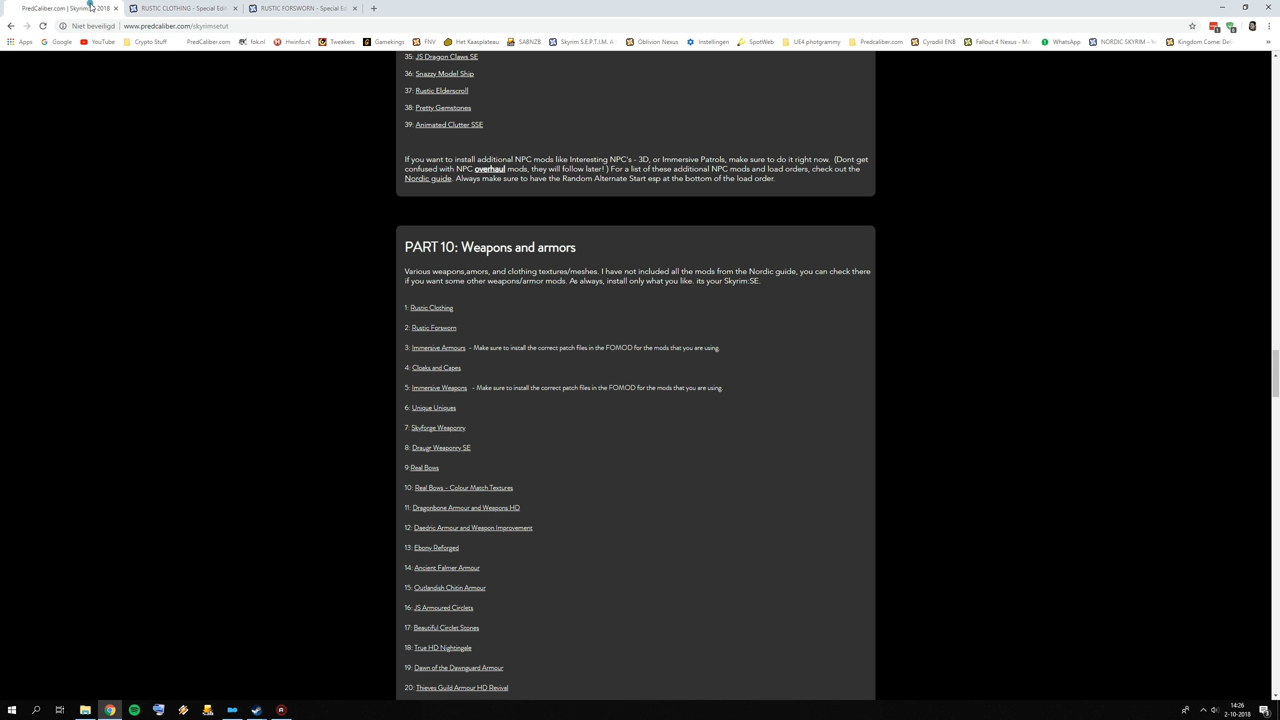 PredCaliber.com | Skyrim: 2018
RUSTIC CLOTHING - Special Edit
RUSTIC FORSWORN - Special Ed
Niet beveiligd
www.predcaliber.com/skyrimsetut
Apps
Google
YouTube
Crypto Stuff
PredCaliber.com
fok.nl
Hwinfo.nl
Tweakers
Gamekings
FNV
Het Kaasplateau
SABNZB
Skyrim S.E.P.T.I.M. A
Oblivion Nexus
Instellingen
SpotWeb
UE4 photgrammy
Predcaliber.com
Cyrodiil ENB
Fallout 4 Nexus - Mo
WhatsApp
NORDIC SKYRIM - Yo
Kingdom Come: Deli
35: JS Dragon Claws SE
36: Snazzy Model Ship
37: Rustic Elderscroll
38: Pretty Gemstones
39: Animated Clutter SSE
If you want to install additional NPC mods like Interesting NPC's - 3D, or Immersive Patrols, make sure to do it right now. (Dont get
confused with NPC overhaul mods, they will follow later! ) For a list of these additional NPC mods and load orders, check out the
Nordic guide. Always make sure to have the Random Alternate Start esp at the bottom of the load order.
PART 10: Weapons and armors
Various weapons,amors, and clothing textures/meshes. I have not included all the mods from the Nordic guide, you can check there
if you want some other weapons/armor mods. As always, install only what you like. its your Skyrim:SE.
1: Rustic Clothing
2: Rustic Forsworn
3: Immersive Armours - Make sure to install the correct patch files in the FOMOD for the mods that you are using.
4: Cloaks and Capes
5: Immersive Weapons - Make sure to install the correct patch files in the FOMOD for the mods that you are using.
6: Unique Uniques
7: Skyforge Weaponry
8: Draugr Weaponry SE
9:Real Bows
10: Real Bows - Colour Match Textures
11: Dragonbone Armour and Weapons HD
12: Daedric Armour and Weapon Improvement
13: Ebony Reforged
14: Ancient Falmer Armour
15: Outlandish Chitin Armour
16: JS Armoured Circlets
17: Beautiful Circlet Stones
18: True HD Nightingale
19: Dawn of the Dawnguard Armour
20: Thieves Guild Armour HD Revival
14:26
2-10-2018